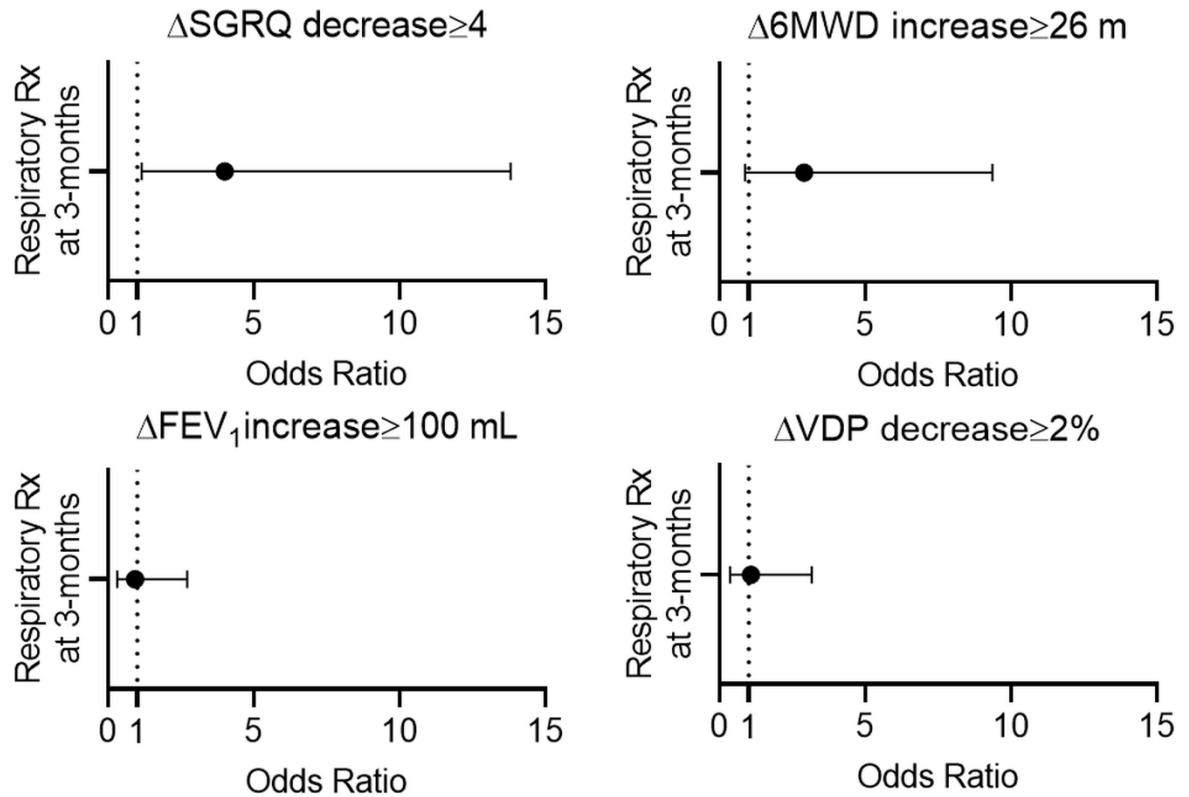 ΔSGRQ decrease≥4
Respiratory Rx
at 3-months
0 1 5 10 15
Odds Ratio
Δ6MWD increase≥26 m
Respiratory Rx
at 3-months
0 1 5 10 15
Odds Ratio
ΔFEV₁increase≥100 mL
Respiratory Rx
at 3-months
0 1 5 10 15
Odds Ratio
ΔVDP decrease≥2%
Respiratory Rx
at 3-months
0 1 5 10 15
Odds Ratio